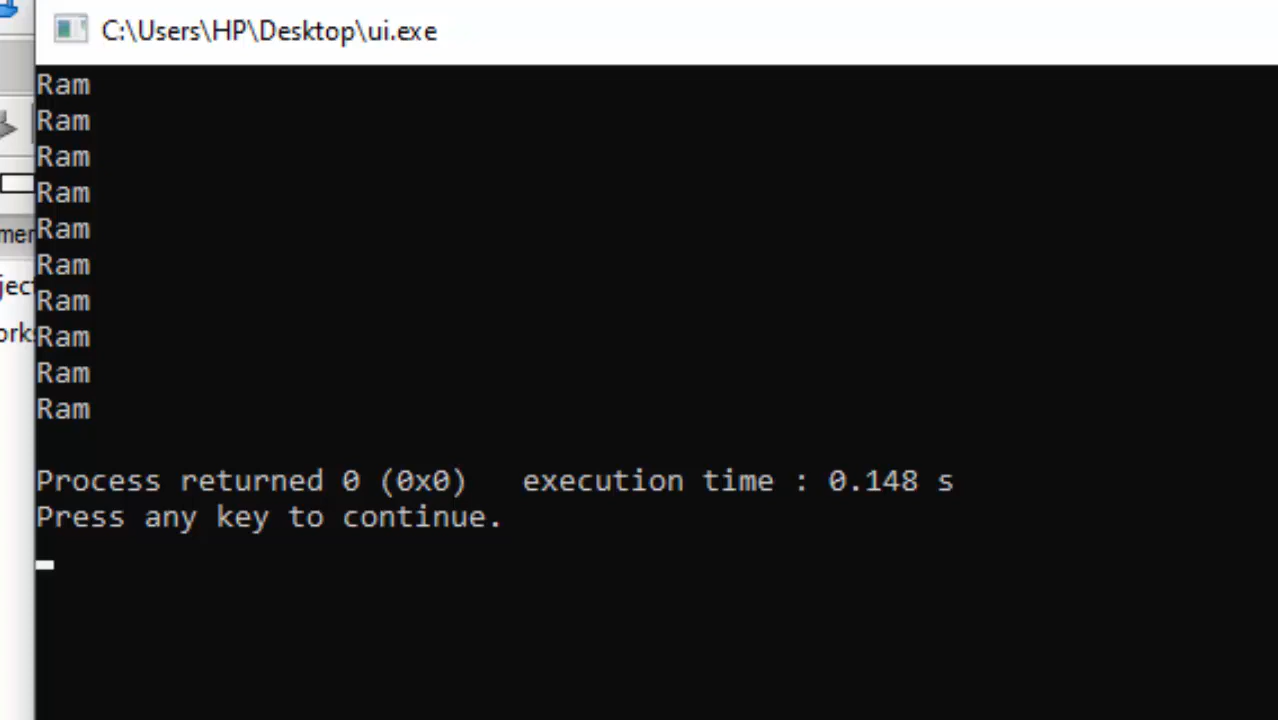 C:\Users\HP\Desktop\ui.exe
Ram
Ram
Ram
Ram
Ram
Ram
Ram
Ram
Ram
Ram
Process returned 0 (0x0)   execution time : 0.148 s
Press any key to continue.